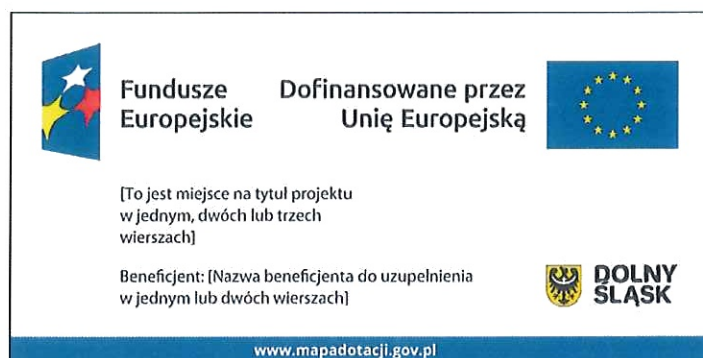 Fundusze
Europejskie
Dofinansowane przez
Unię Europejską
[To jest miejsce na tytuł projektu
w jednym, dwóch lub trzech
wierszach]
Beneficjent: [Nazwa beneficjenta do uzupełnienia
w jednym lub dwóch wierszach]
DOLNY
ŚLĄSK
www.mapadotacji.gov.pl